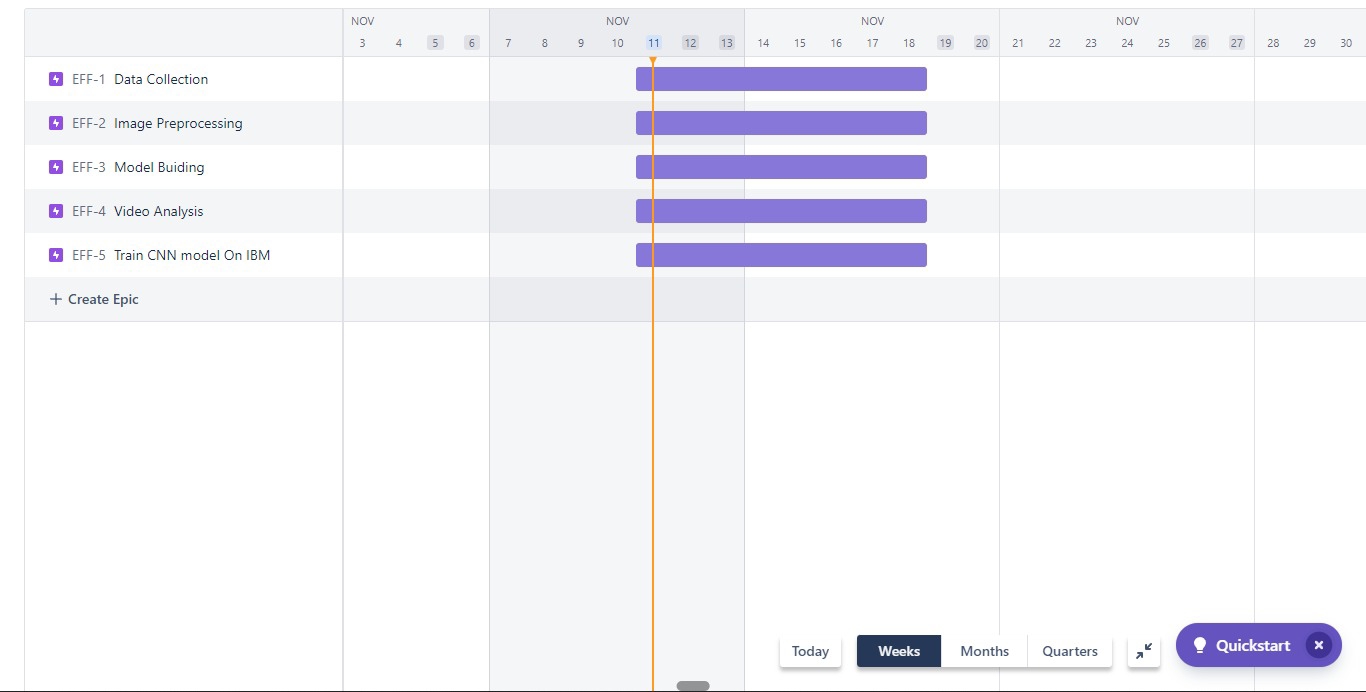 NOV NOV NOV NOV
3 4 5 6 7 8 9 10 11 12 13 14 15 16 17 18 19 20 21 22 23 24 25 26 27 28 29 30
EFF-1 Data Collection
EFF-2 Image Preprocessing
EFF-3 Model Buiding
EFF-4 Video Analysis
EFF-5 Train CNN model On IBM
+ Create Epic
Today Weeks Months Quarters Quickstart